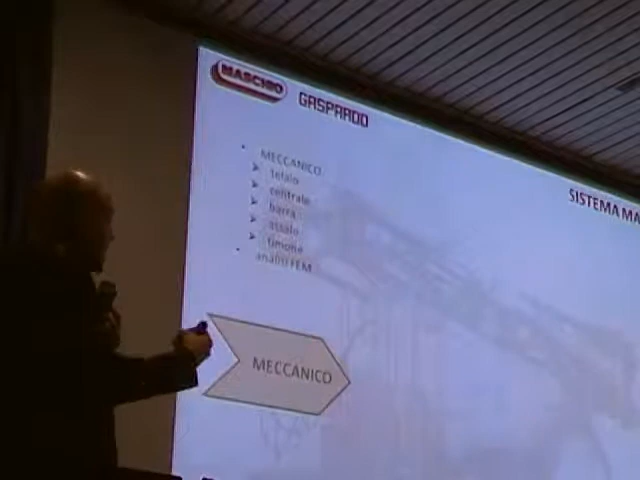 MASCHIO
GASPARDO
SISTEMA MA
MECCANICO
telaio
centrale
barra
assale
timone
analisi FEM
MECCANICO